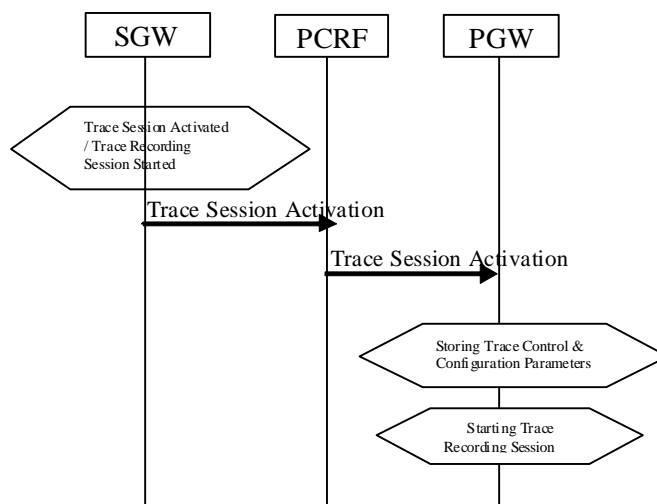 SGW
PCRF
PGW
Trace Session Activated
/ Trace Recording
Session Started
Trace Session Activation
Trace Session Activation
Storing Trace Control &
Configuration Parameters
Starting Trace
Recording Session